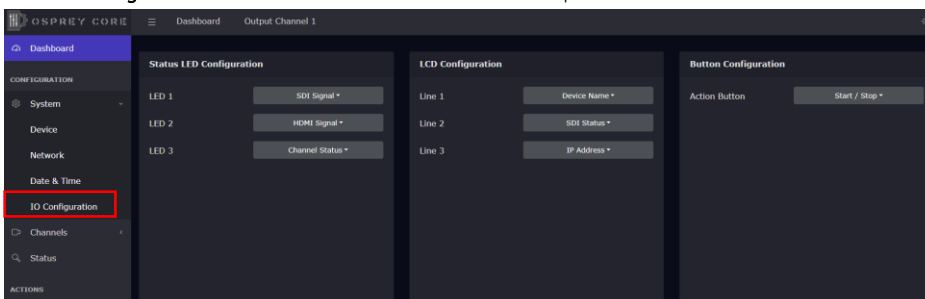 OSPREY CORE
Dashboard Output Channel 1
Dashboard
CONFIGURATION
System
Device
Network
Date & Time
IO Configuration
Channels
Status
ACTIONS
Status LED Configuration
LED 1 SDI Signal
LED 2 HDMI Signal
LED 3 Channel Status
LCD Configuration
Line 1 Device Name
Line 2 SDI Status
Line 3 IP Address
Button Configuration
Action Button Start / Stop